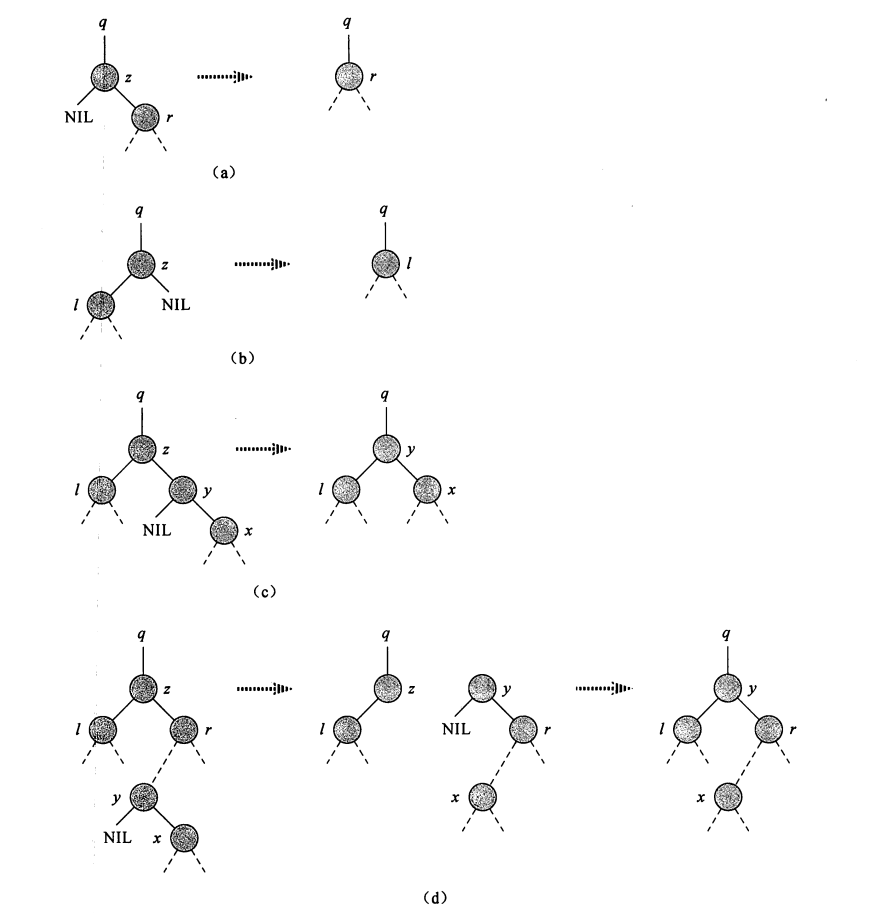 q q
z r
NIL r
(a)
q q
z l
l NIL
(b)
q q
z y
l y l x
NIL x
(c)
q q q
z z y y
l r l NIL r l r
y x x
NIL x
(d)